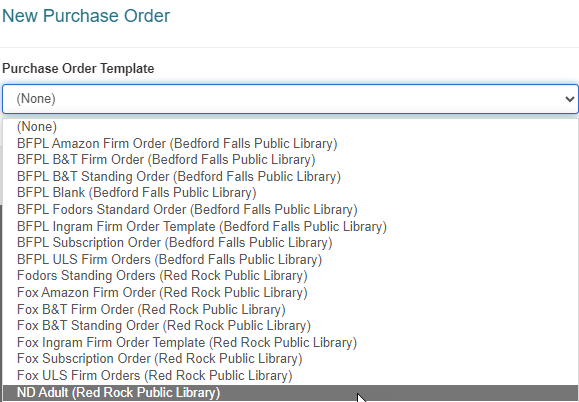 New Purchase Order
Purchase Order Template
(None)
(None)
BFPL Amazon Firm Order (Bedford Falls Public Library)
BFPL B&T Firm Order (Bedford Falls Public Library)
BFPL B&T Standing Order (Bedford Falls Public Library)
BFPL Blank (Bedford Falls Public Library)
BFPL Fodors Standard Order (Bedford Falls Public Library)
BFPL Ingram Firm Order Template (Bedford Falls Public Library)
BFPL Subscription Order (Bedford Falls Public Library)
BFPL ULS Firm Orders (Bedford Falls Public Library)
Fodors Standing Orders (Red Rock Public Library)
Fox Amazon Firm Order (Red Rock Public Library)
Fox B&T Firm Order (Red Rock Public Library)
Fox B&T Standing Order (Red Rock Public Library)
Fox Ingram Firm Order Template (Red Rock Public Library)
Fox Subscription Order (Red Rock Public Library)
Fox ULS Firm Orders (Red Rock Public Library)
ND Adult (Red Rock Public Library)